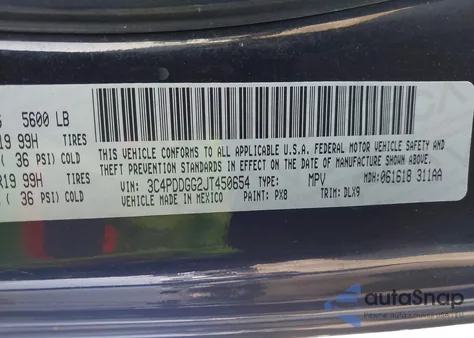 5600 LB
19 99H TIRES
( 36 PSI) COLD
R19 99H TIRES
( 36 PSI) COLD
THIS VEHICLE CONFORMS TO ALL APPLICABLE U.S.A. FEDERAL MOTOR VEHICLE SAFETY AND
THEFT PREVENTION STANDARDS IN EFFECT ON THE DATE OF MANUFACTURE SHOWN ABOVE.
VIN: 3C4PDDGG2JT450654 TYPE: MPV MDH: 061618 311AA
VEHICLE MADE IN MEXICO PAINT: PX8 TRIM: DLX9
autoSnap